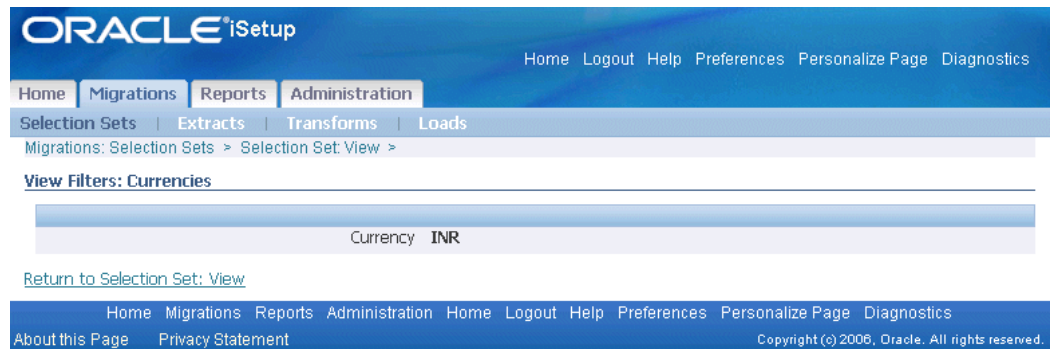 ORACLE iSetup
Home Logout Help Preferences Personalize Page Diagnostics
Home Migrations Reports Administration
Selection Sets | Extracts | Transforms | Loads
Migrations: Selection Sets > Selection Set: View >
View Filters: Currencies
Currency INR
Return to Selection Set: View
Home Migrations Reports Administration Home Logout Help Preferences Personalize Page Diagnostics
About this Page Privacy Statement Copyright (c) 2006, Oracle. All rights reserved.